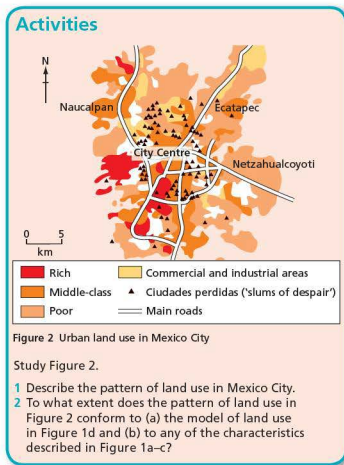 Activities
N
Naucalpan
Ecatapec
City Centre
Netzahualcoyoti
0 5
km
Rich
Commercial and industrial areas
Middle-class
Ciudades perdidas ('slums of despair')
Poor
Main roads
Figure 2 Urban land use in Mexico City
Study Figure 2.
1 Describe the pattern of land use in Mexico City.
2 To what extent does the pattern of land use in
Figure 2 conform to (a) the model of land use
in Figure 1d and (b) to any of the characteristics
described in Figure 1a–c?